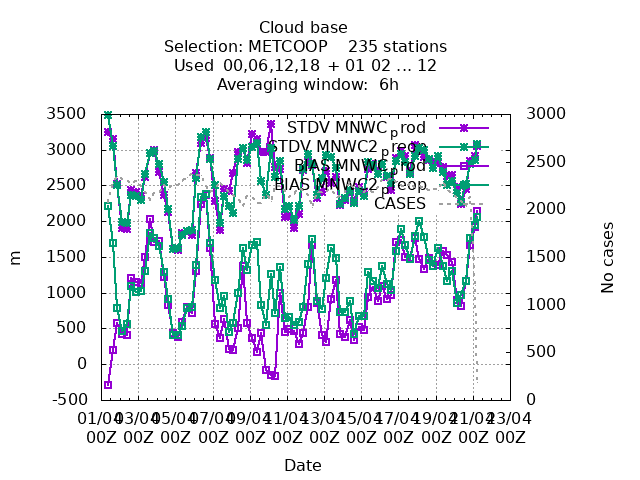 Cloud base
Selection: METCOOP 235 stations
Used 00,06,12,18 + 01 02 ... 12
Averaging window: 6h
3500
3000
2500
2000
1500
1000
500
0
-500
m
3000
2500
2000
1500
1000
500
0
No cases
STDV MNWCprod
STDV MNWC2preop
BIAS MNWCprod
BIAS MNWC2preop
CASES
01/04 03/04 05/04 07/04 09/04 11/04 13/04 15/04 17/04 19/04 21/04 23/04
00Z 00Z 00Z 00Z 00Z 00Z 00Z 00Z 00Z 00Z 00Z 00Z
Date